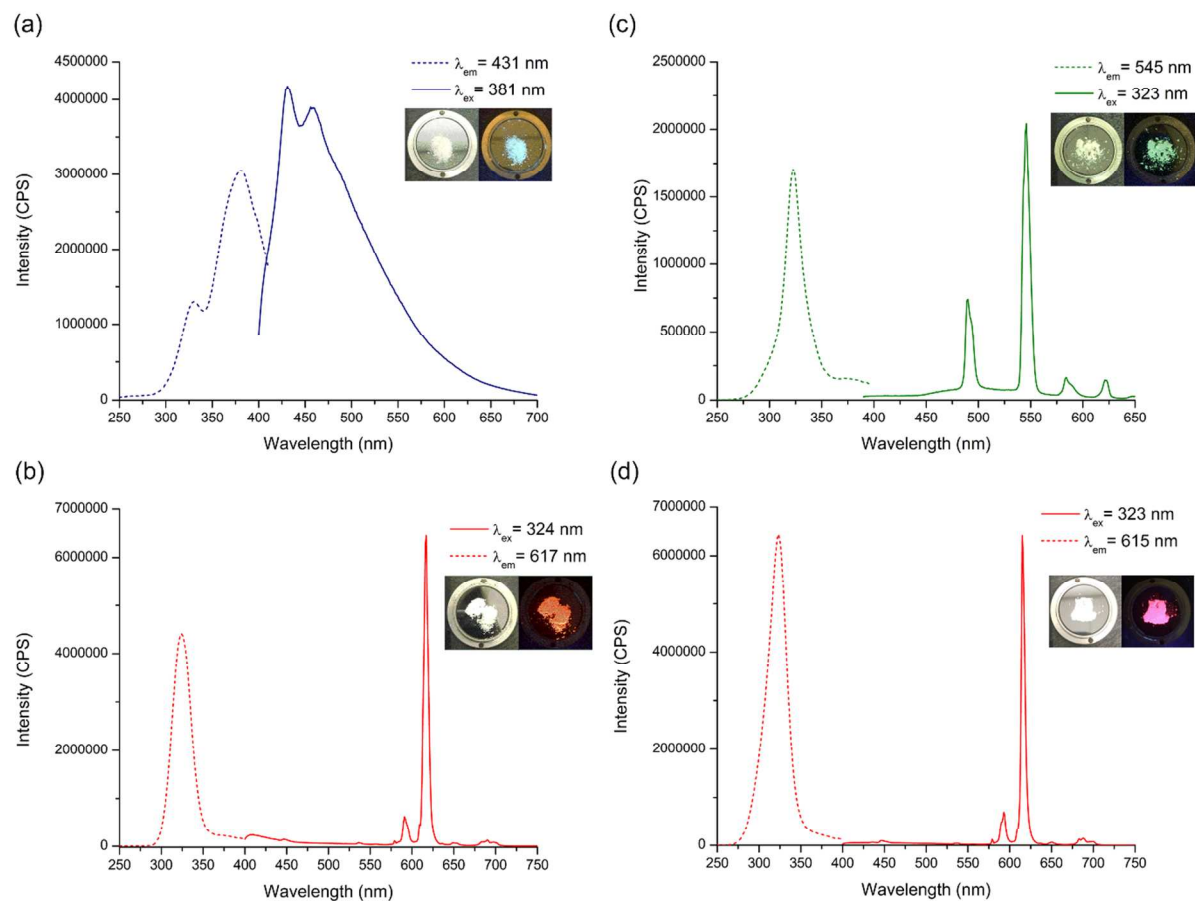 (a)
4500000
4000000
3000000
2000000
1000000
0
250 300 350 400 450 500 550 600 650 700
Intensity (CPS)
Wavelength (nm)
λem= 431 nm
λex= 381 nm
(c)
2500000
2000000
1500000
1000000
500000
0
250 300 350 400 450 500 550 600 650
Intensity (CPS)
Wavelength (nm)
λem= 545 nm
λex= 323 nm
(b)
7000000
6000000
4000000
2000000
0
250 300 350 400 450 500 550 600 650 700 750
Intensity (CPS)
Wavelength (nm)
λex= 324 nm
λem= 617 nm
(d)
7000000
6000000
4000000
2000000
0
250 300 350 400 450 500 550 600 650 700 750
Intensity (CPS)
Wavelength (nm)
λex= 323 nm
λem= 615 nm